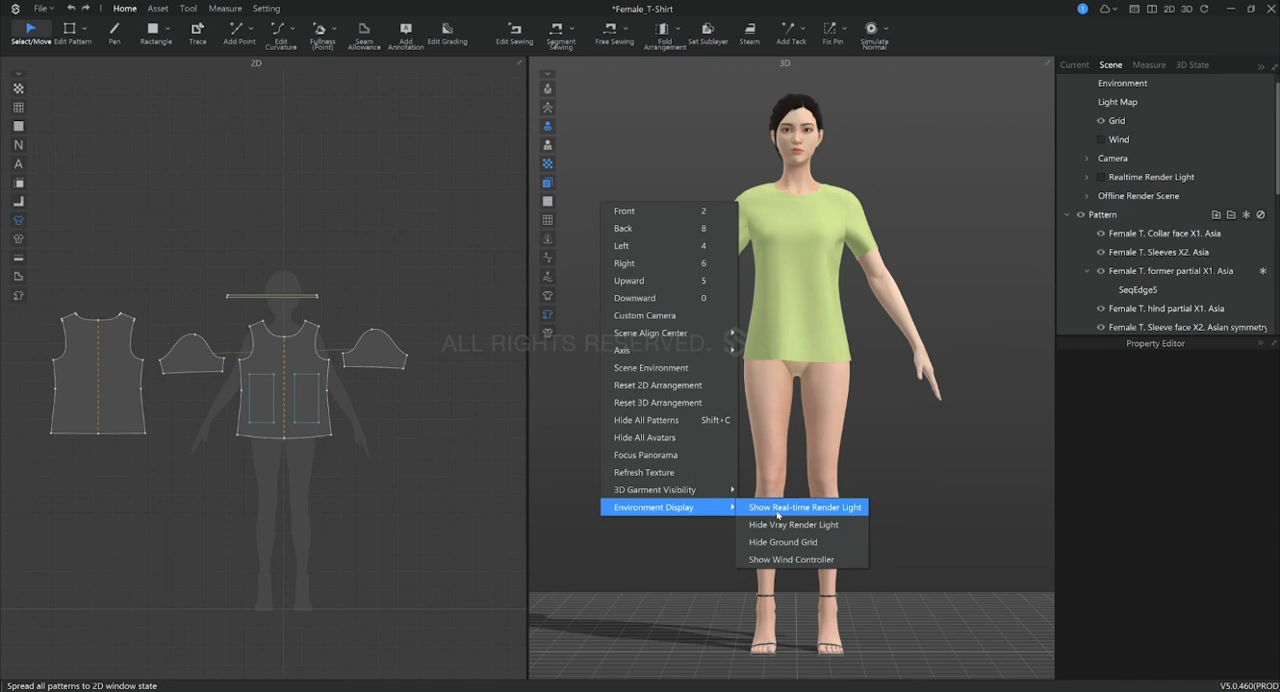 File
Home
Asset
Tool
Measure
Setting
*Female_T-Shirt
1
2D
3D
Select/Move
Edit Pattern
Pen
Rectangle
Trace
Add Point
Edit
Curvature
Fullness
(Point)
Seam
Allowance
Add
Annotation
Edit Grading
Edit Sewing
Segment
Sewing
Free Sewing
Fold
Arrangement
Set Sublayer
Steam
Add Tack
Fix Pin
Simulate
Normal
2D
3D
N
A
Current
Scene
Measure
3D State
Environment
Light Map
Grid
Wind
Camera
Realtime Render Light
Offline Render Scene
Pattern
Female T. Collar face X1. Asia
Female T. Sleeves X2. Asia
Female T. former partial X1. Asia
SeqEdge5
Female T. hind partial X1. Asia
Female T. Sleeve face X2. Asian symmetry
Property Editor
Front 2
Back 8
Left 4
Right 6
Upward 5
Downward 0
Custom Camera
Scene Align Center
Axis
Scene Environment
Reset 2D Arrangement
Reset 3D Arrangement
Hide All Patterns Shift+C
Hide All Avatars
Focus Panorama
Refresh Texture
3D Garment Visibility
Environment Display
Show Real-time Render Light
Hide Vray Render Light
Hide Ground Grid
Show Wind Controller
ALL RIGHTS RESERVED.
Spread all patterns to 2D window state
V5.0.460(PROD